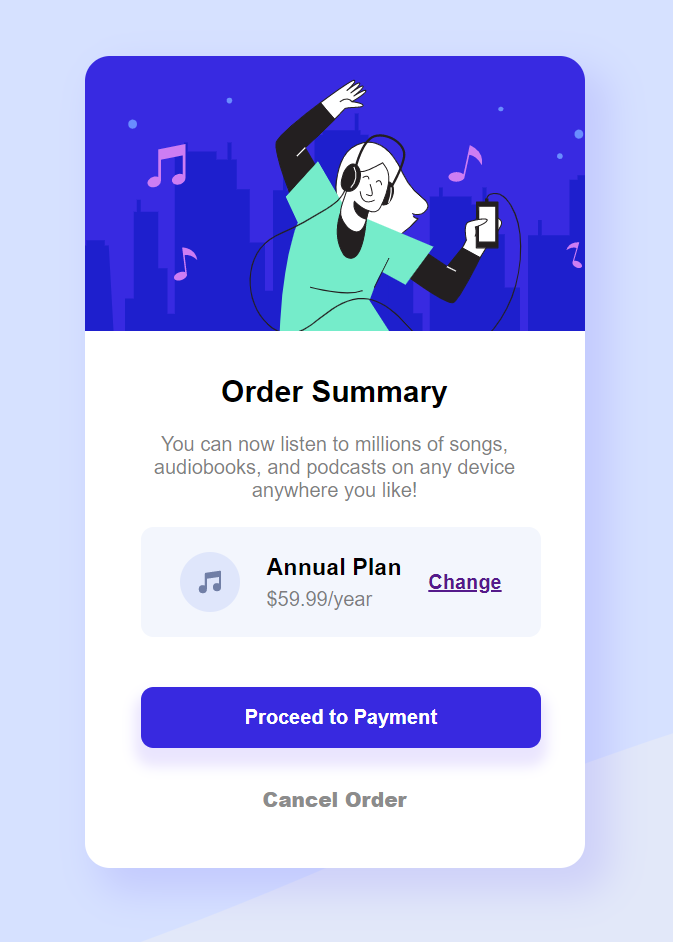 Order Summary
You can now listen to millions of songs,
audiobooks, and podcasts on any device
anywhere you like!
Annual Plan
$59.99/year
Change
Proceed to Payment
Cancel Order